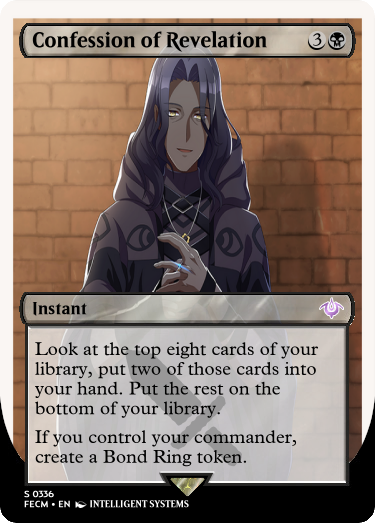 Confession of Revelation 3
Instant
Look at the top eight cards of your
library, put two of those cards into
your hand. Put the rest on the
bottom of your library.
If you control your commander,
create a Bond Ring token.
S 0336
FECM • EN INTELLIGENT SYSTEMS